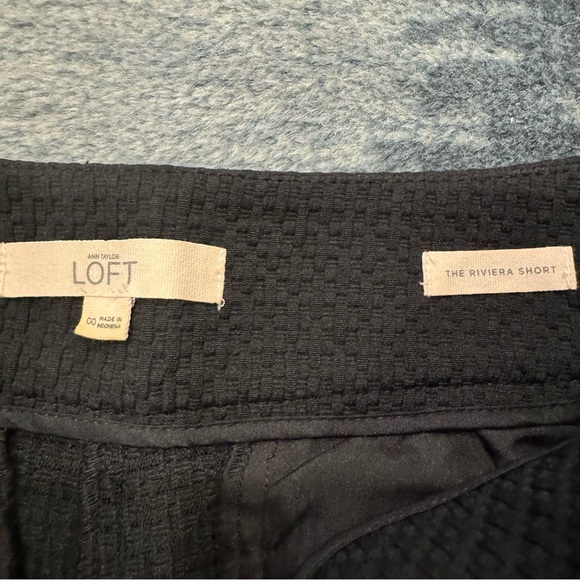 ANN TAYLOR
LOFT
THE RIVIERA SHORT
00 MADE IN
INDONESIA